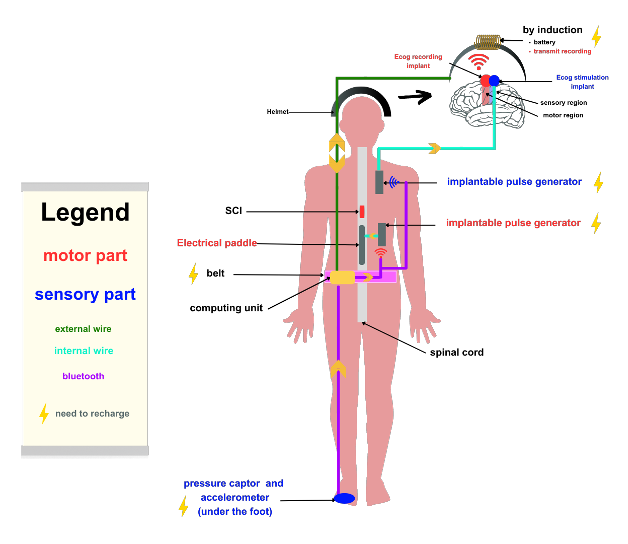 by induction
- battery
- transmit recording
Ecog recording
implant
Ecog stimulation
implant
sensory region
motor region
Helmet
implantable pulse generator
Legend
motor part
sensory part
external wire
internal wire
bluetooth
need to recharge
SCI
implantable pulse generator
Electrical paddle
belt
computing unit
spinal cord
pressure captor and
accelerometer
(under the foot)